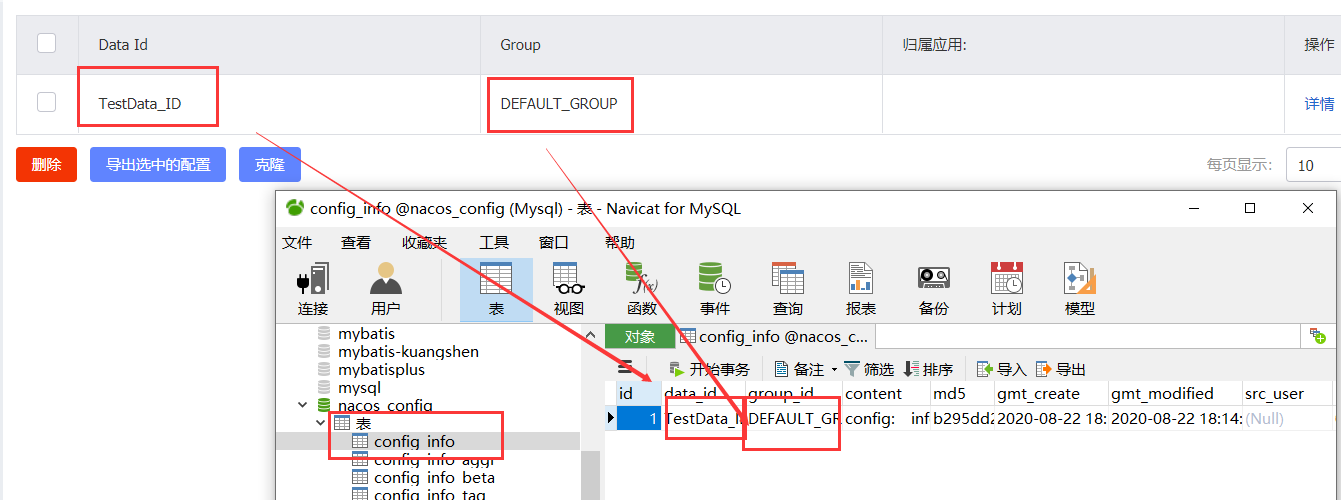 Data Id Group 归属应用: 操作
TestData_ID DEFAULT_GROUP 详情
删除 导出选中的配置 克隆 每页显示: 10
config_info @nacos_config (Mysql) - 表 - Navicat for MySQL
文件 查看 收藏夹 工具 窗口 帮助
连接 用户 表 视图 函数 事件 查询 报表 备份 计划 模型
mybatis
mybatis-kuangshen
mybatisplus
mysql
nacos_config
表
config_info
config_info_aggr
config_info_beta
config_info_tag
对象 config_info @nacos_c...
开始事务 备注 筛选 排序 导入 导出
id data_id group_id content md5 gmt_create gmt_modified src_user
1 TestData_I DEFAULT_GR config: inf b295dd2 2020-08-22 18: 2020-08-22 18:14: (Null)